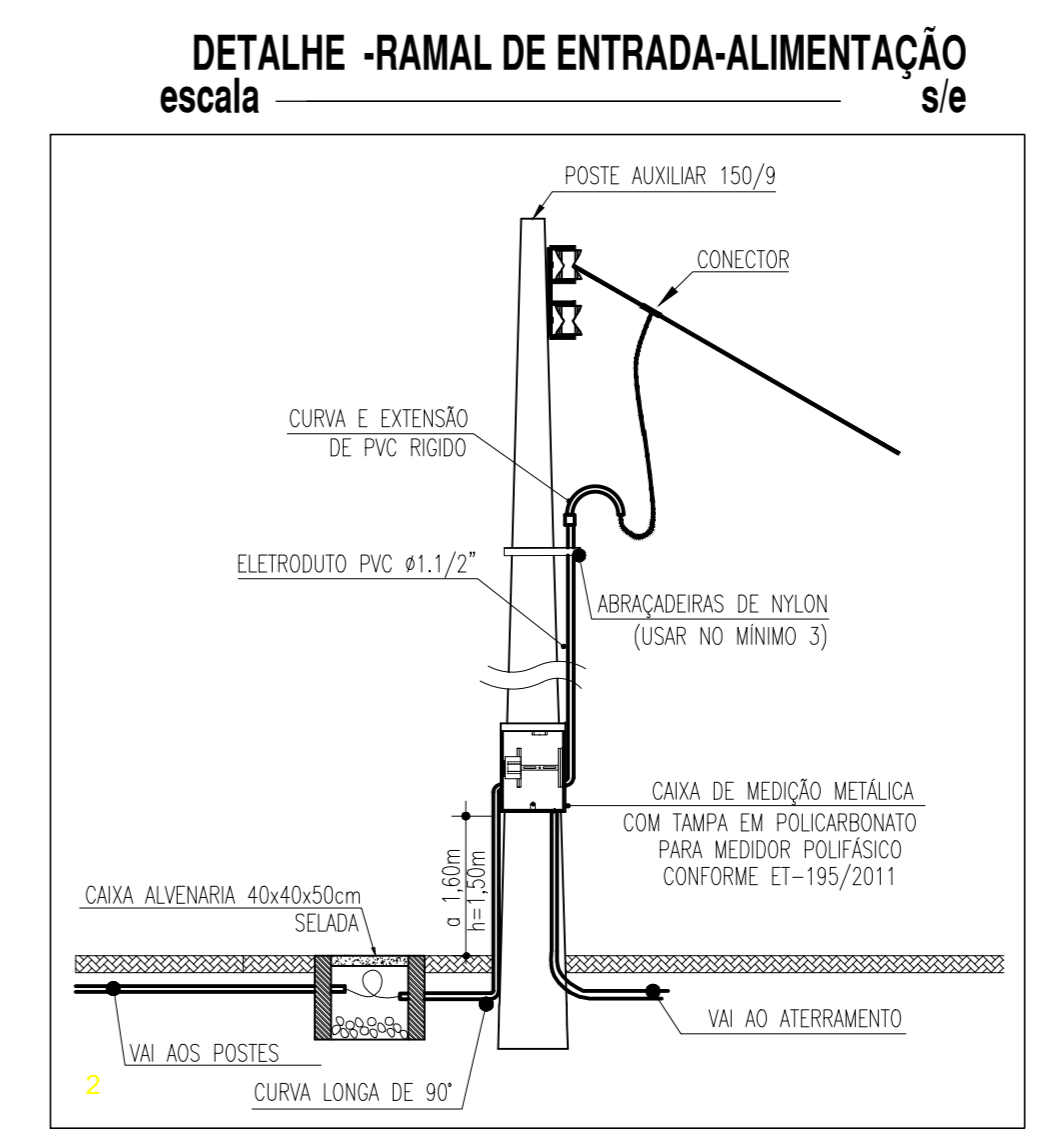 DETALHE -RAMAL DE ENTRADA-ALIMENTAÇÃO
escala s/e
POSTE AUXILIAR 150/9
CONECTOR
CURVA E EXTENSÃO
DE PVC RIGIDO
ELETRODUTO PVC ø1.1/2"
ABRAÇADEIRAS DE NYLON
(USAR NO MÍNIMO 3)
CAIXA DE MEDIÇÃO METÁLICA
COM TAMPA EM POLICARBONATO
PARA MEDIDOR POLIFÁSICO
CONFORME ET-195/2011
h=1,50m
a 1,60m
CAIXA ALVENARIA 40x40x50cm
SELADA
VAI AOS POSTES
VAI AO ATERRAMENTO
CURVA LONGA DE 90°
2